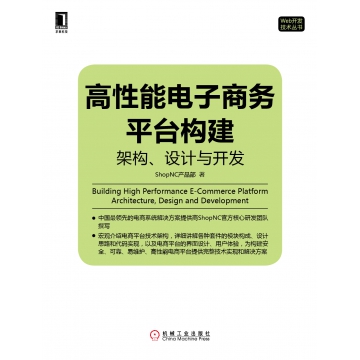 华章科技
Web开发
技术丛书
高性能电子商务
平台构建
架构、设计与开发
ShopNC产品部 著
Building High Performance E-Commerce Platform
Architecture, Design and Development
中国最领先的电商系统解决方案提供商ShopNC官方核心研发团队
撰写
宏观介绍电商平台技术架构，详细讲解各种套件的模块构成、设计
思路和代码实现，以及电商平台的界面设计、用户体验，为构建安
全、可靠、易维护、高性能电商平台提供完整技术实现和解决方案
机械工业出版社
China Machine Press